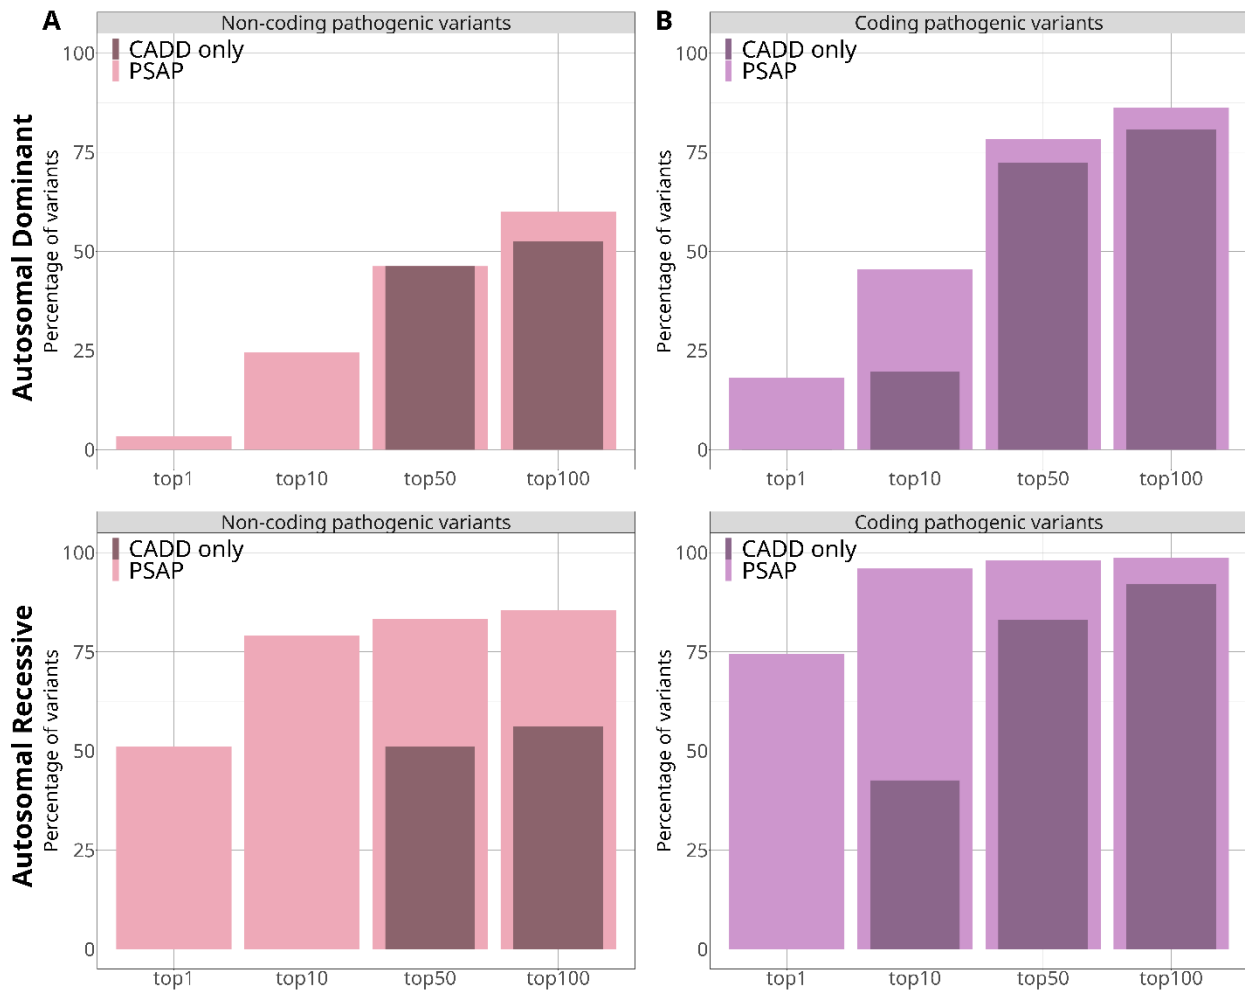 A
Non-coding pathogenic variants
CADD only
PSAP
Autosomal Dominant
Percentage of variants
100
75
50
25
0
top1
top10
top50
top100
B
Coding pathogenic variants
CADD only
PSAP
Percentage of variants
100
75
50
25
0
top1
top10
top50
top100
Non-coding pathogenic variants
CADD only
PSAP
Autosomal Recessive
Percentage of variants
100
75
50
25
0
top1
top10
top50
top100
Coding pathogenic variants
CADD only
PSAP
Percentage of variants
100
75
50
25
0
top1
top10
top50
top100